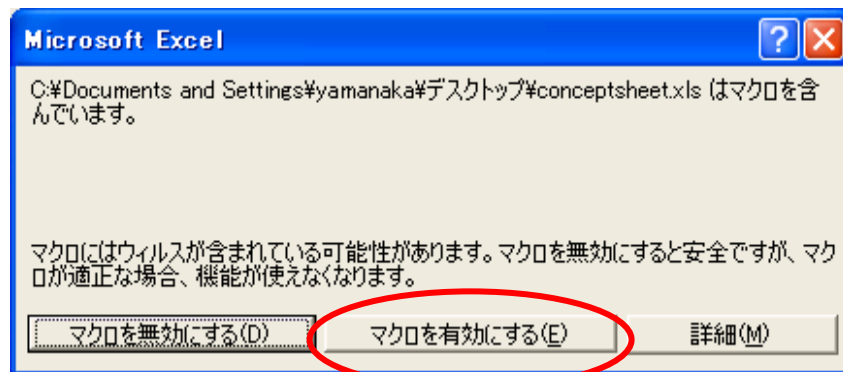 Microsoft Excel
C:¥Documents and Settings¥yamanaka¥デスクトップ¥conceptsheet.xls はマクロを含
んでいます。
マクロにはウィルスが含まれている可能性があります。マクロを無効にすると安全ですが、マク
ロが適正な場合、機能が使えなくなります。
マクロを無効にする(D) マクロを有効にする(E) 詳細(M)